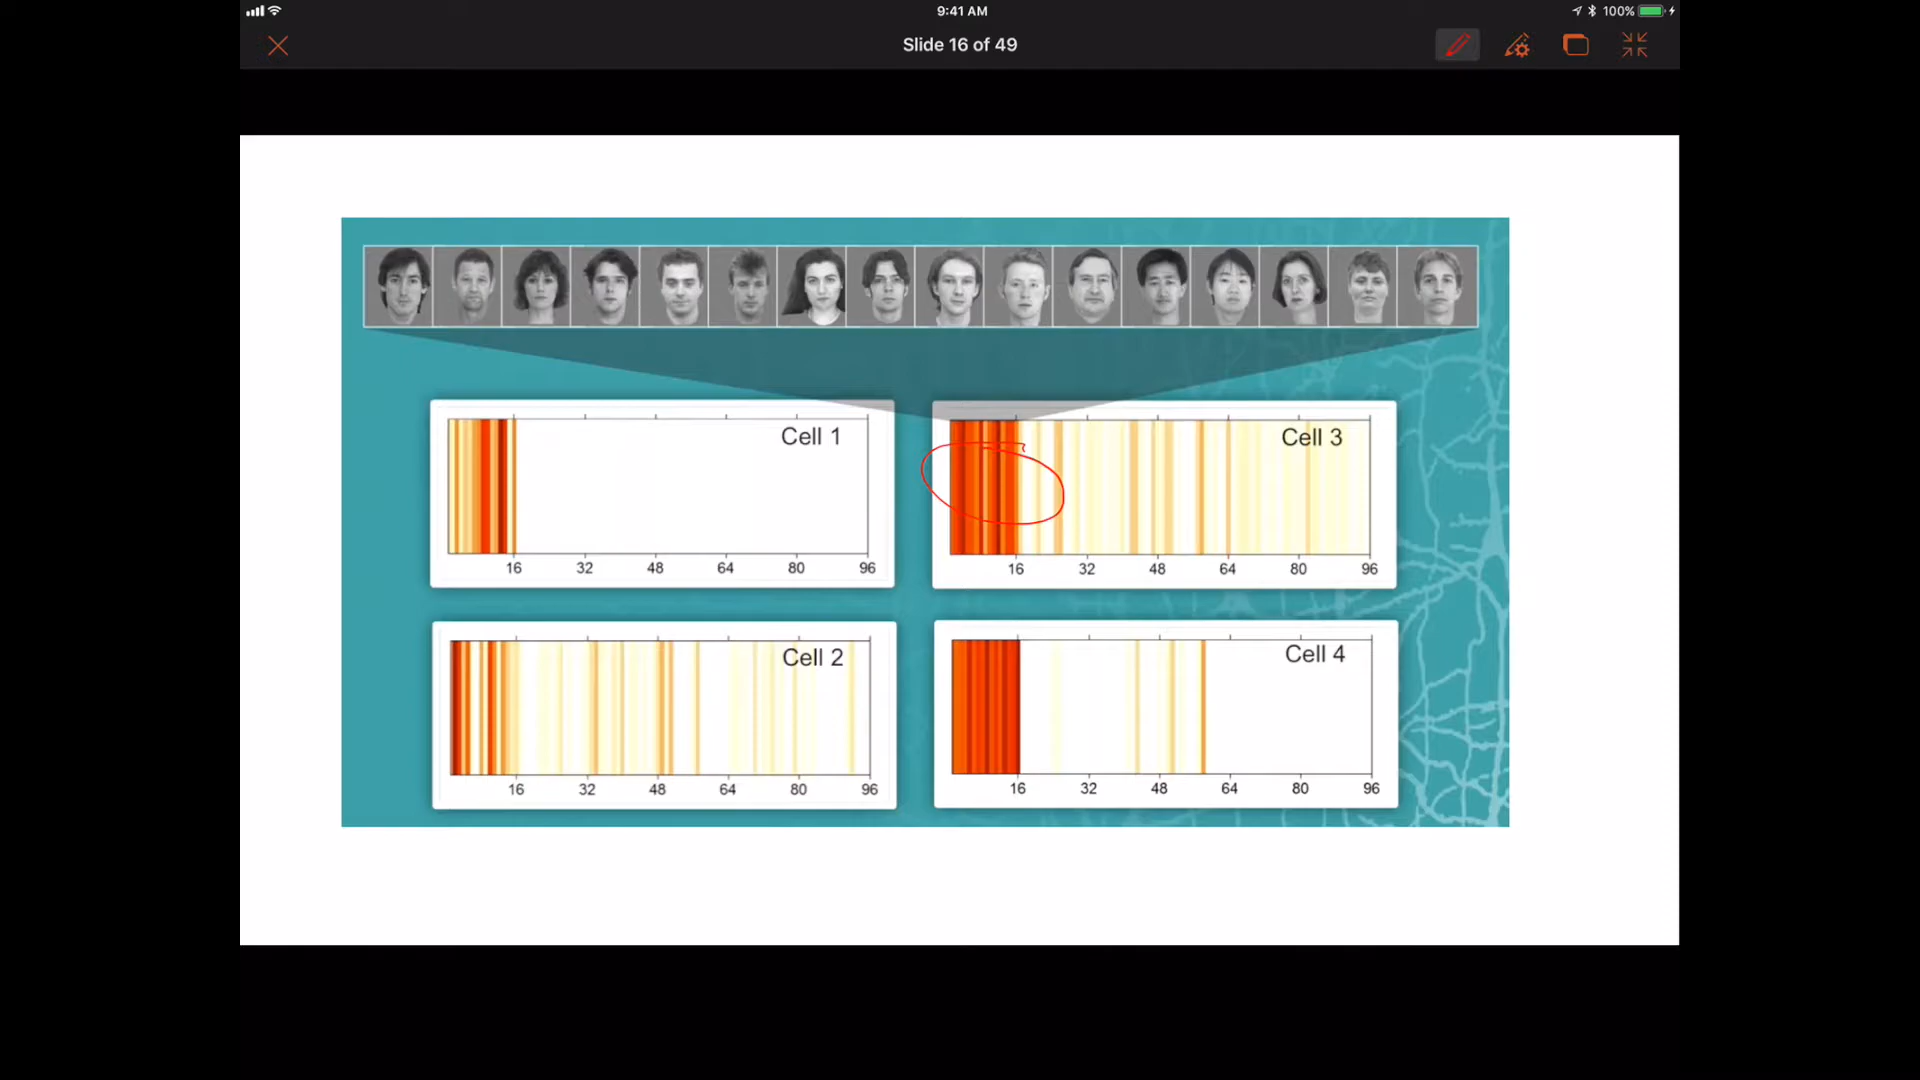 9:41 AM
100%
Slide 16 of 49
Cell 1
16 32 48 64 80 96
Cell 3
16 32 48 64 80 96
Cell 2
16 32 48 64 80 96
Cell 4
16 32 48 64 80 96